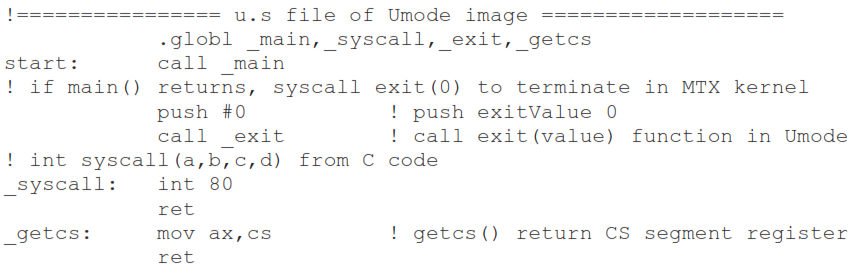 !================ u.s file of Umode image ===================
            .globl _main,_syscall,_exit,_getcs
start:      call _main
! if main() returns, syscall exit(0) to terminate in MTX kernel
            push #0           ! push exitValue 0
            call _exit        ! call exit(value) function in Umode
! int syscall(a,b,c,d) from C code
_syscall:   int 80
            ret
_getcs:     mov ax,cs         ! getcs() return CS segment register
            ret